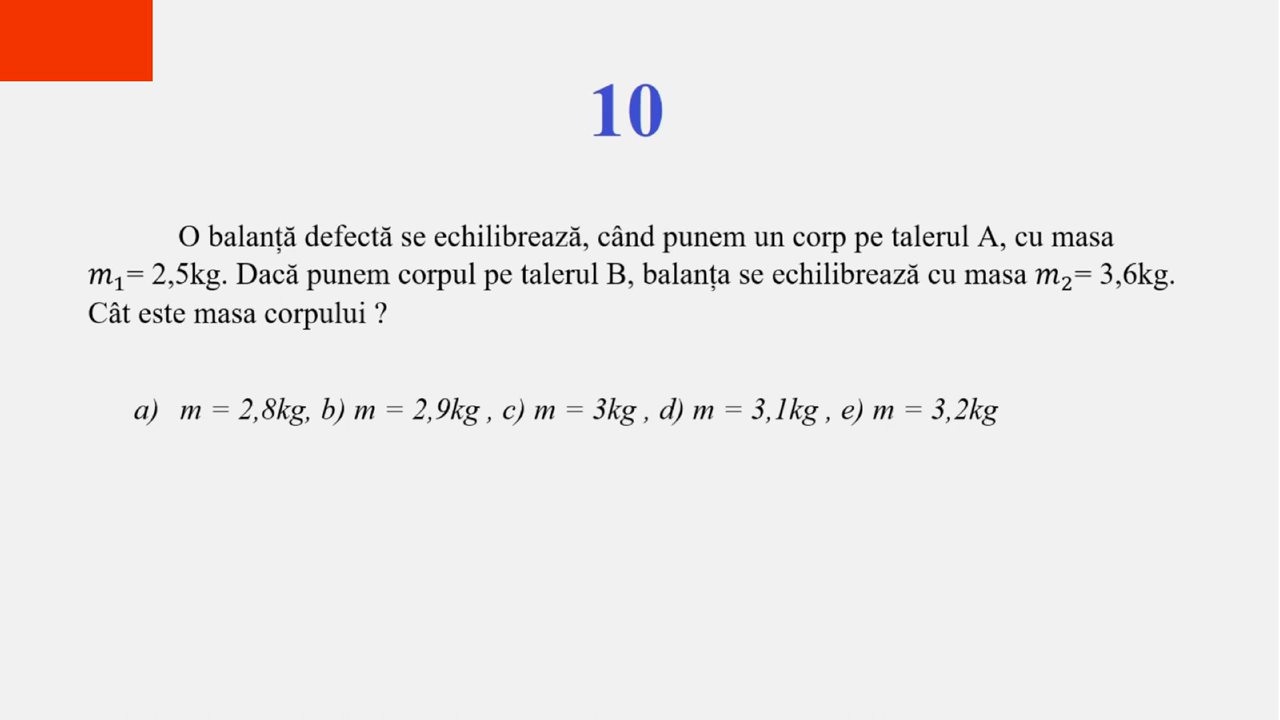 10
O balanță defectă se echilibrează, când punem un corp pe talerul A, cu masa
m₁= 2,5kg. Dacă punem corpul pe talerul B, balanța se echilibrează cu masa m₂= 3,6kg.
Cât este masa corpului ?
a) m = 2,8kg, b) m = 2,9kg , c) m = 3kg , d) m = 3,1kg , e) m = 3,2kg